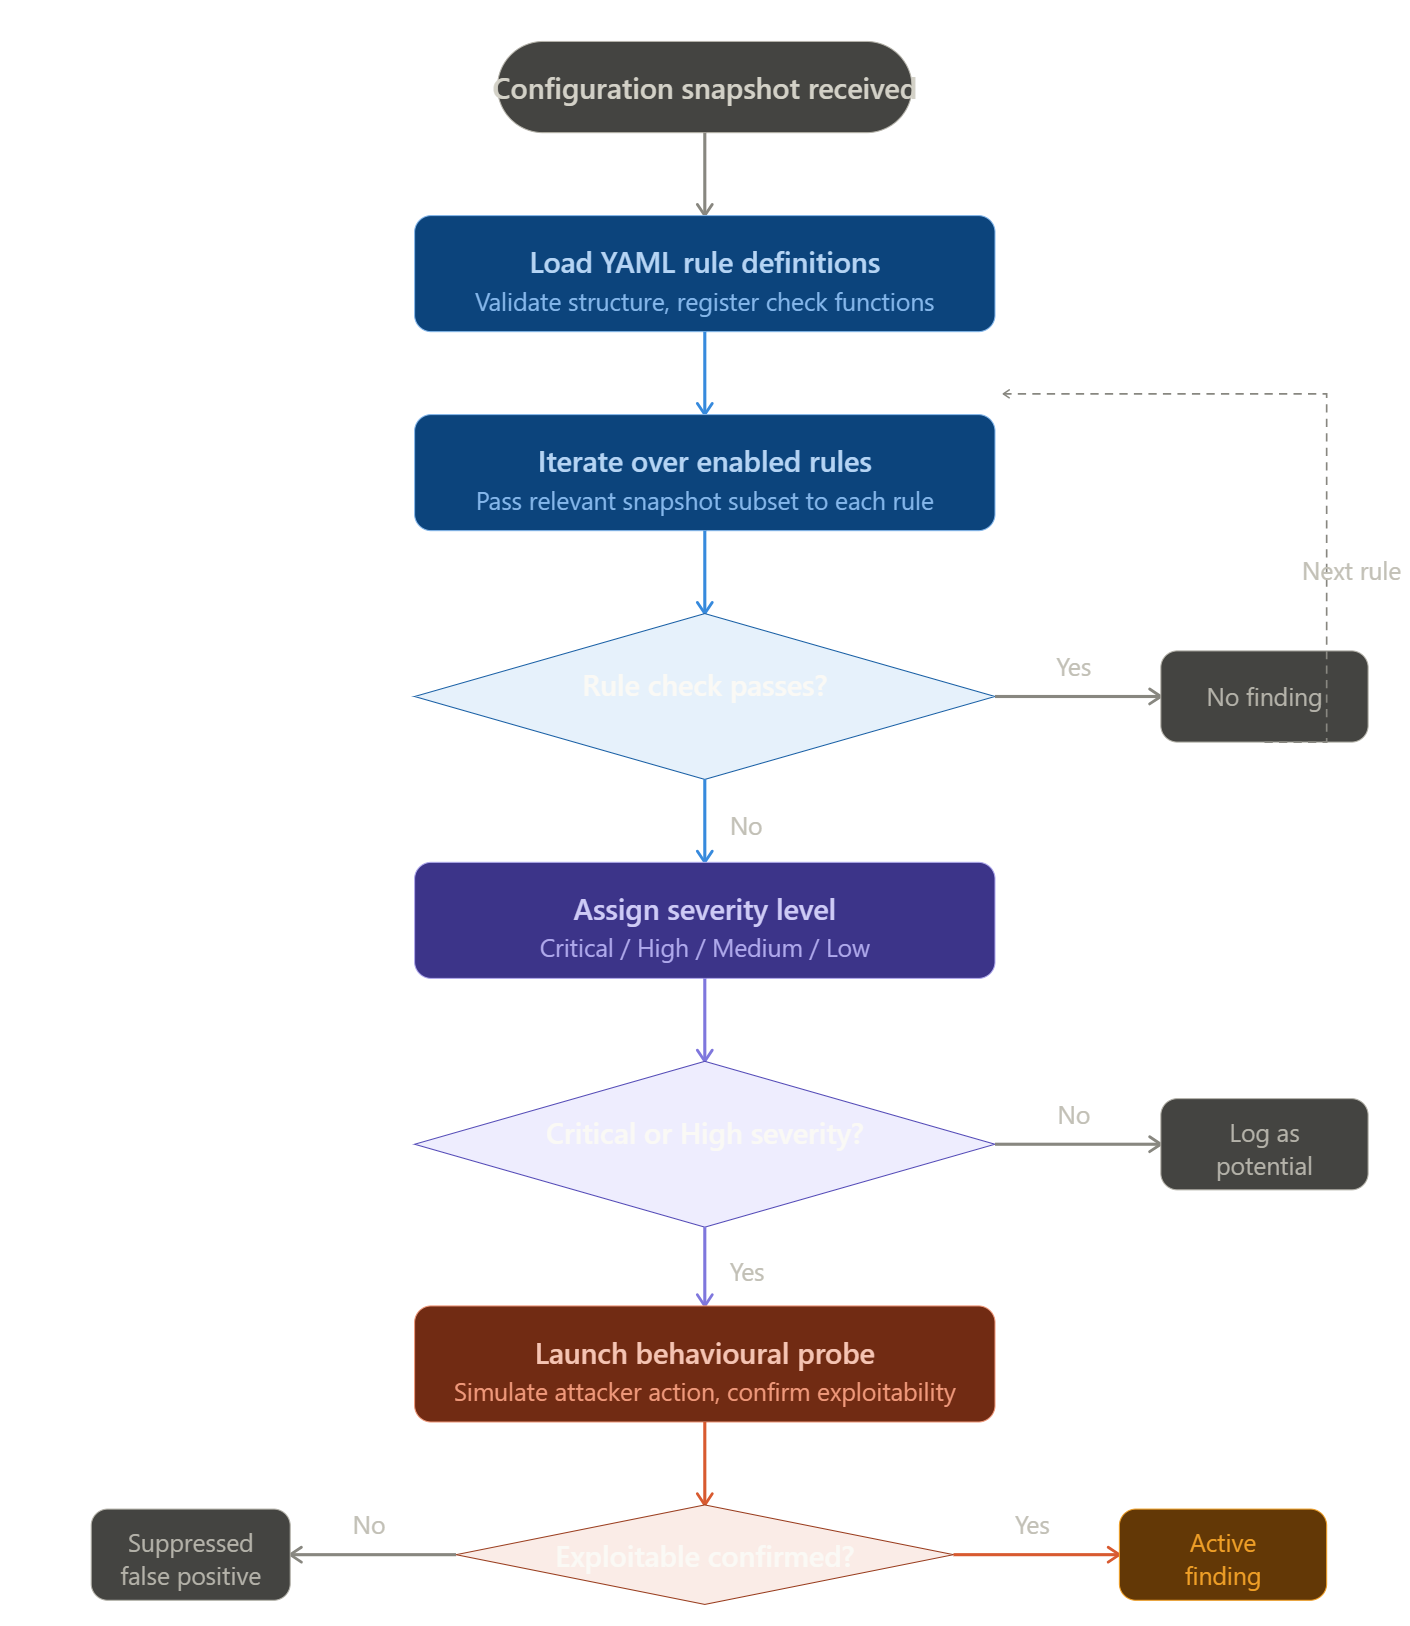 Configuration snapshot received
Load YAML rule definitions
Validate structure, register check functions
Iterate over enabled rules
Pass relevant snapshot subset to each rule
Next rule
Rule check passes?
Yes
No finding
No
Assign severity level
Critical / High / Medium / Low
Critical or High severity?
No
Log as
potential
Yes
Launch behavioural probe
Simulate attacker action, confirm exploitability
Suppressed
false positive
No
Exploitable confirmed?
Yes
Active
finding